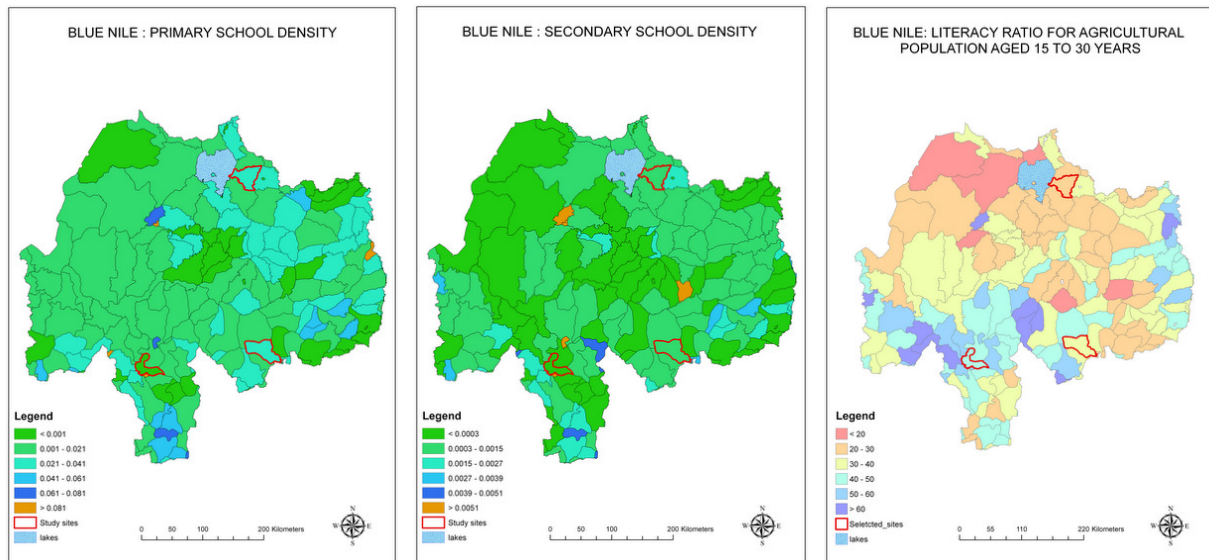 BLUE NILE : PRIMARY SCHOOL DENSITY
N
W
E
S
Legend
< 0.001
0.001 - 0.021
0.021 - 0.041
0.041 - 0.061
0.061 - 0.081
> 0.081
Study sites
lakes
0 50 100 200 Kilometers
BLUE NILE : SECONDARY SCHOOL DENSITY
N
W
E
S
Legend
< 0.0003
0.0003 - 0.0015
0.0015 - 0.0027
0.0027 - 0.0039
0.0039 - 0.0051
> 0.0051
Study sites
lakes
0 50 100 200 Kilometers
BLUE NILE: LITERACY RATIO FOR AGRICULTURAL
POPULATION AGED 15 TO 30 YEARS
N
W
E
S
Legend
< 20
20 - 30
30 - 40
40 - 50
50 - 60
> 60
Seletcted_sites
lakes
0 55 110 220 Kilometers